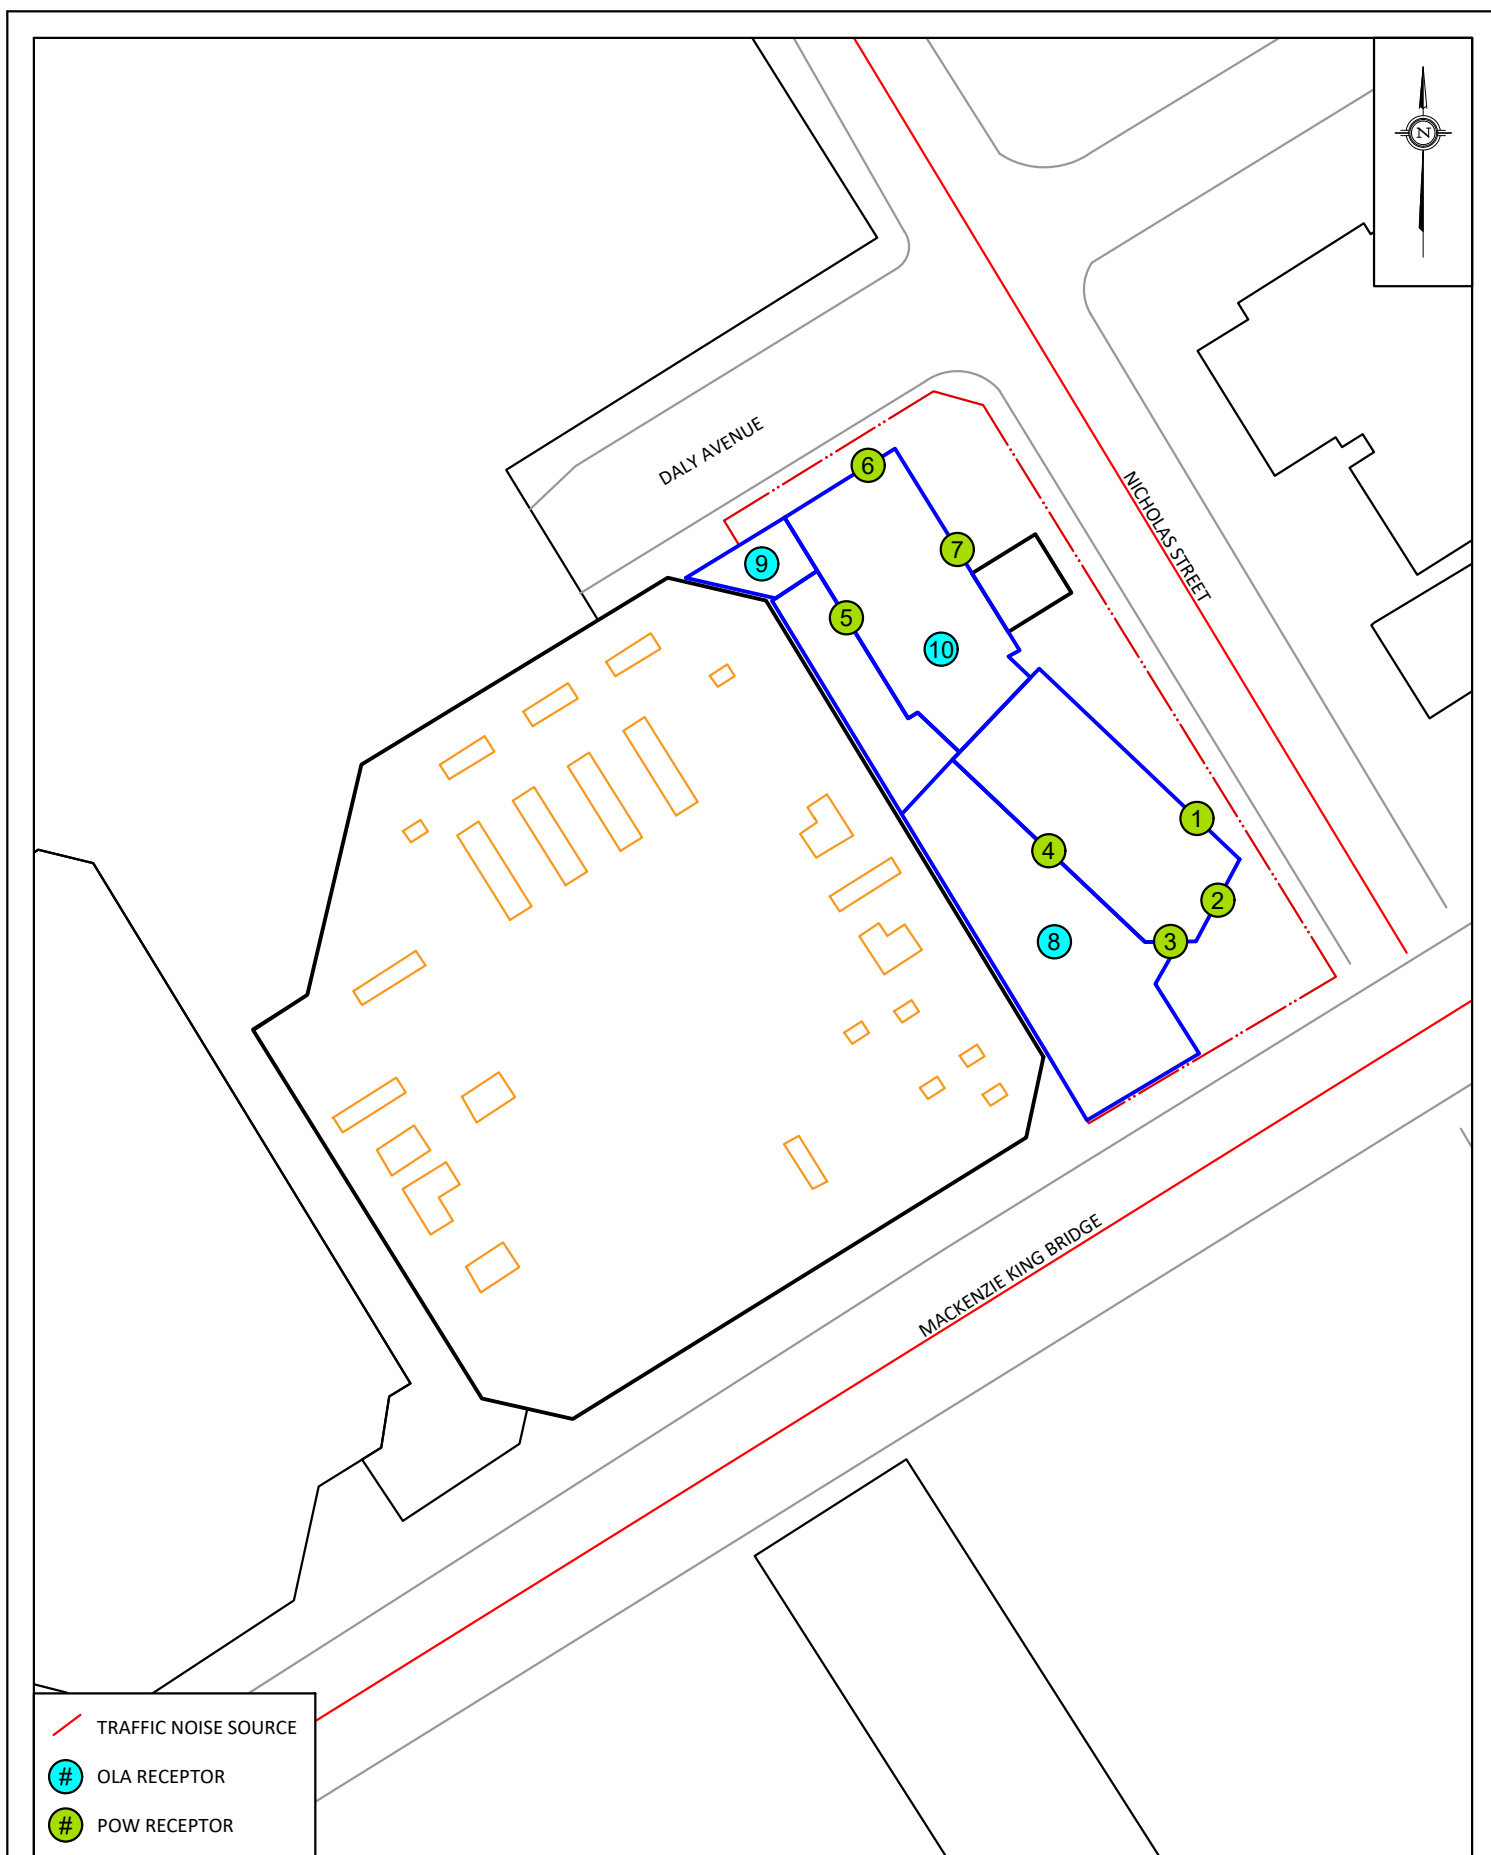 N
DALY AVENUE
NICHOLAS STREET
6
7
9
5
10
1
4
2
8
3
MACKENZIE KING BRIDGE
TRAFFIC NOISE SOURCE
# OLA RECEPTOR
# POW RECEPTOR